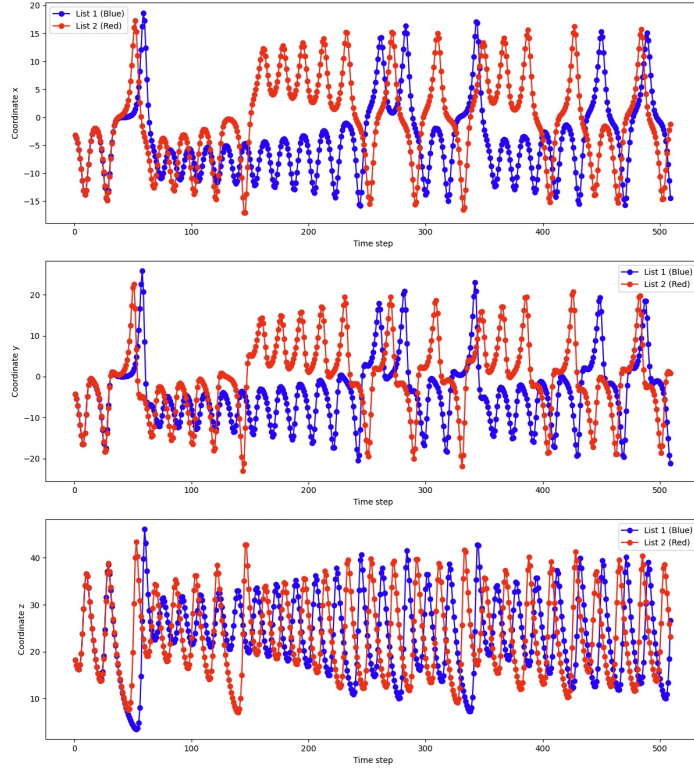 20
15
10
5
0
−5
−10
−15
Coordinate x
List 1 (Blue)
List 2 (Red)
0
100
200
300
400
500
Time step
20
10
0
−10
−20
Coordinate y
List 1 (Blue)
List 2 (Red)
0
100
200
300
400
500
Time step
40
30
20
10
Coordinate z
List 1 (Blue)
List 2 (Red)
0
100
200
300
400
500
Time step